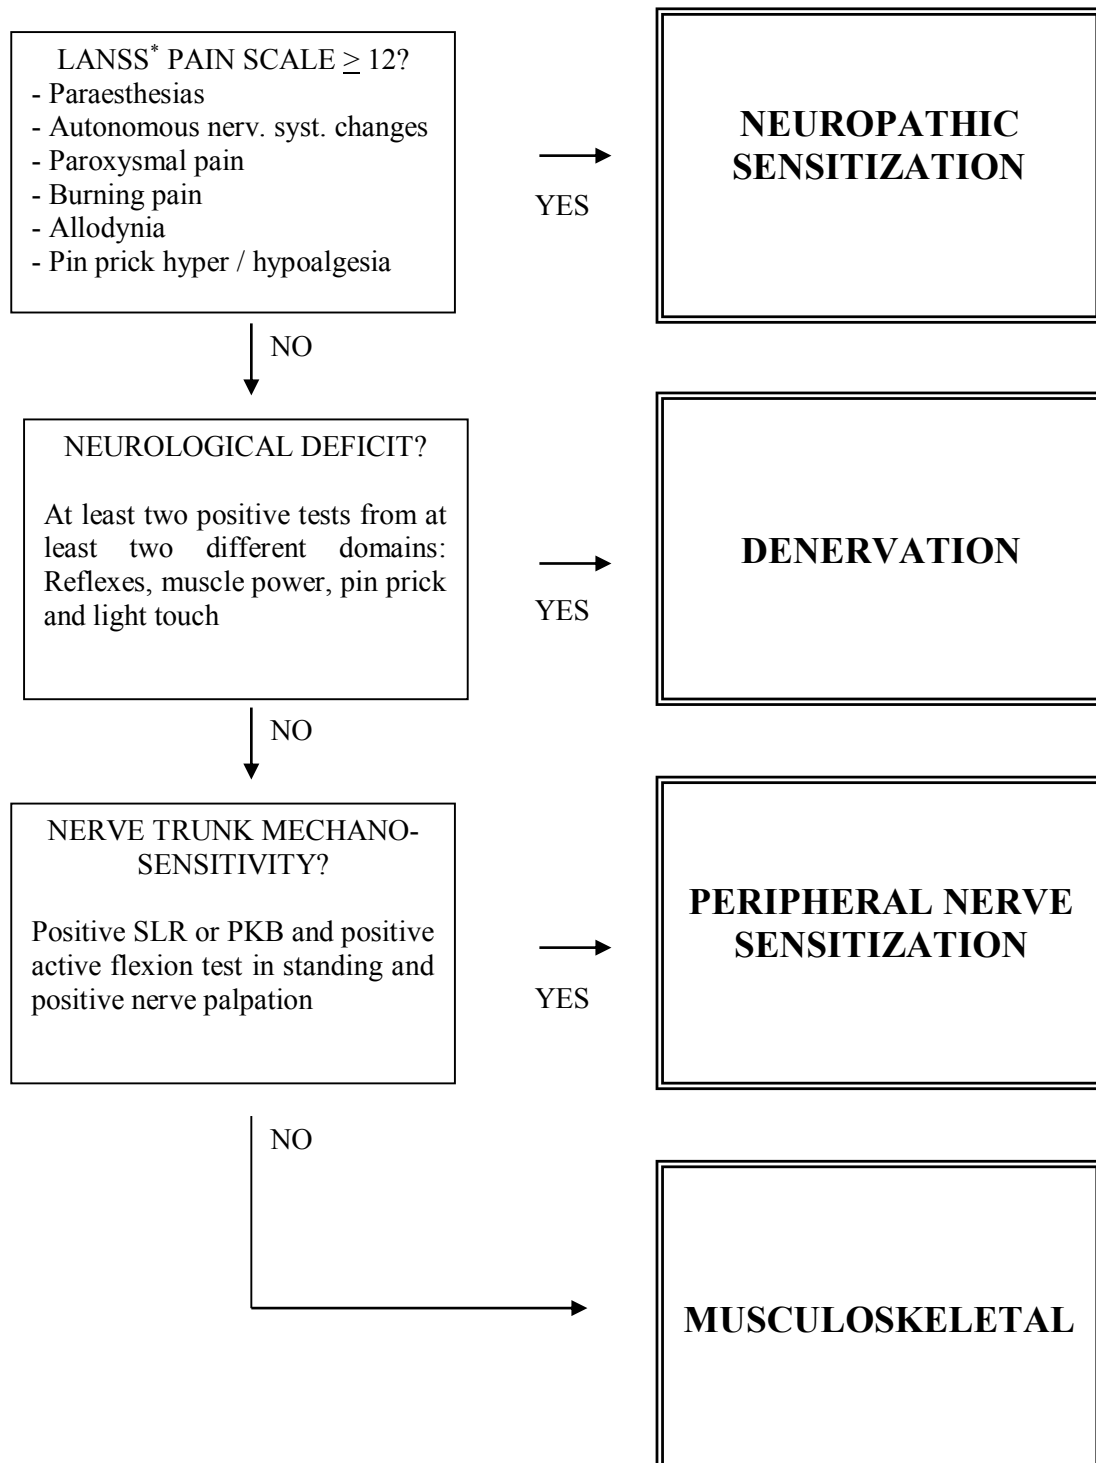 LANSS* PAIN SCALE ≥ 12?
- Paraesthesias
- Autonomous nerv. syst. changes
- Paroxysmal pain
- Burning pain
- Allodynia
- Pin prick hyper / hypoalgesia
YES
NEUROPATHIC
SENSITIZATION
NO
NEUROLOGICAL DEFICIT?
At least two positive tests from at
least two different domains:
Reflexes, muscle power, pin prick
and light touch
YES
DENERVATION
NO
NERVE TRUNK MECHANO-
SENSITIVITY?
Positive SLR or PKB and positive
active flexion test in standing and
positive nerve palpation
YES
PERIPHERAL NERVE
SENSITIZATION
NO
MUSCULOSKELETAL